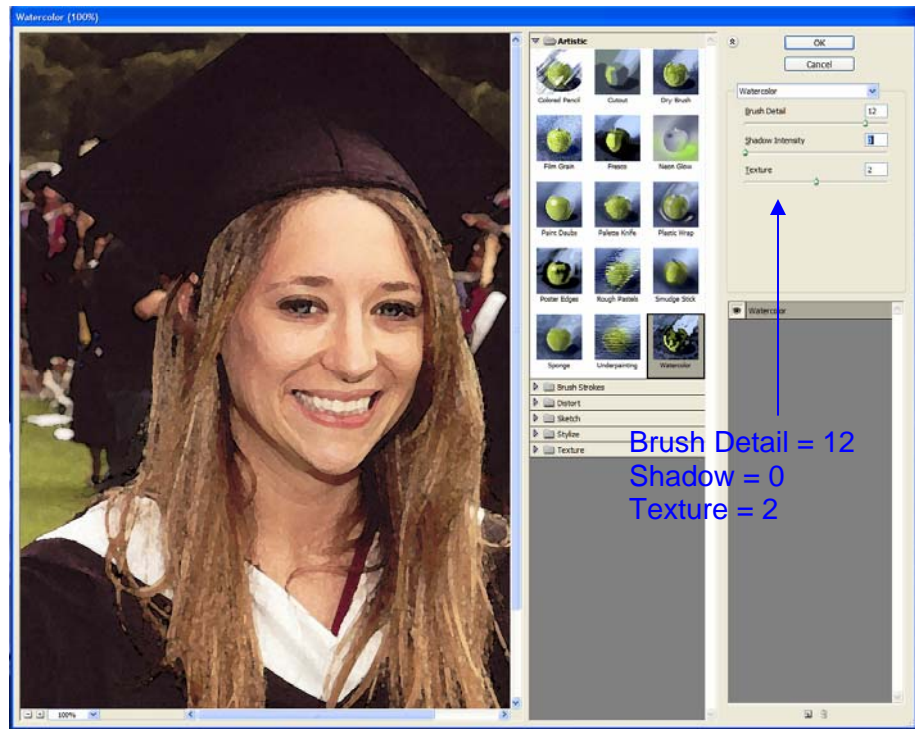 Watercolor (100%)
Artistic
Colored Pencil Cutout Dry Brush
Film Grain Fresco Neon Glow
Paint Daubs Palette Knife Plastic Wrap
Poster Edges Rough Pastels Smudge Stick
Sponge Underpainting Watercolor
Brush Strokes
Distort
Sketch
Stylize
Texture
OK
Cancel
Watercolor
Brush Detail 12
Shadow Intensity
Texture 2
Watercolor
Brush Detail = 12
Shadow = 0
Texture = 2
100%